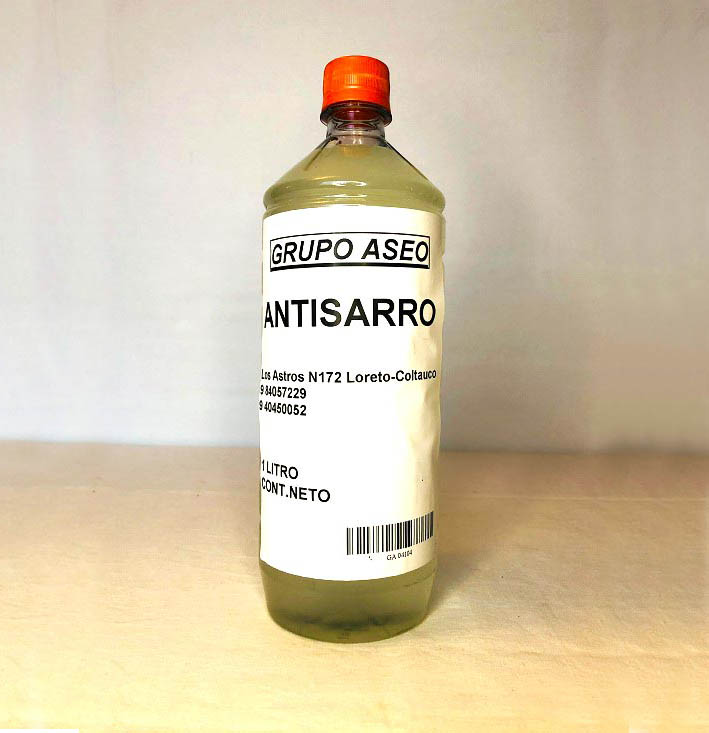 GRUPO ASEO
ANTISARRO
Los Astros N172 Loreto-Coltauco
9 84057229
9 40450052
1 LITRO
CONT.NETO
GA 04104